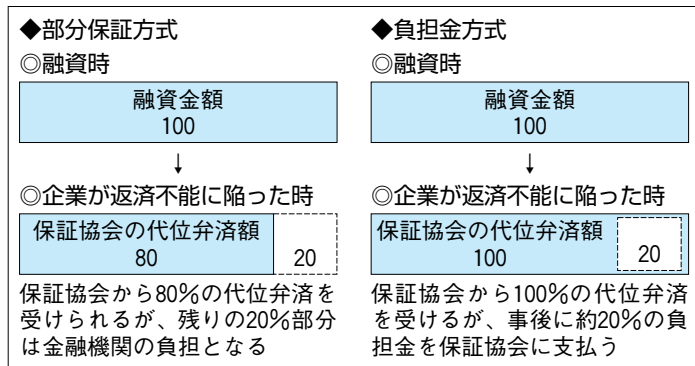 ◆部分保証方式
◎融資時
融資金額
100
↓
◎企業が返済不能に陥った時
保証協会の代位弁済額
80
20
保証協会から80%の代位弁済を
受けられるが、残りの20%部分
は金融機関の負担となる
◆負担金方式
◎融資時
融資金額
100
↓
◎企業が返済不能に陥った時
保証協会の代位弁済額
100
20
保証協会から100%の代位弁済
を受けるが、事後に約20%の負
担金を保証協会に支払う